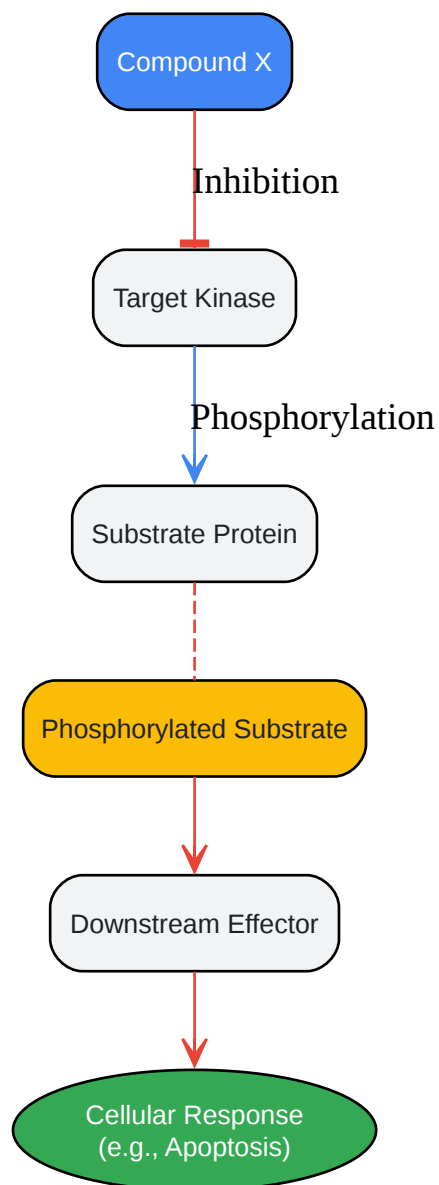 Compound X
Inhibition
Target Kinase
Phosphorylation
Substrate Protein
Phosphorylated Substrate
Downstream Effector
Cellular Response
(e.g., Apoptosis)